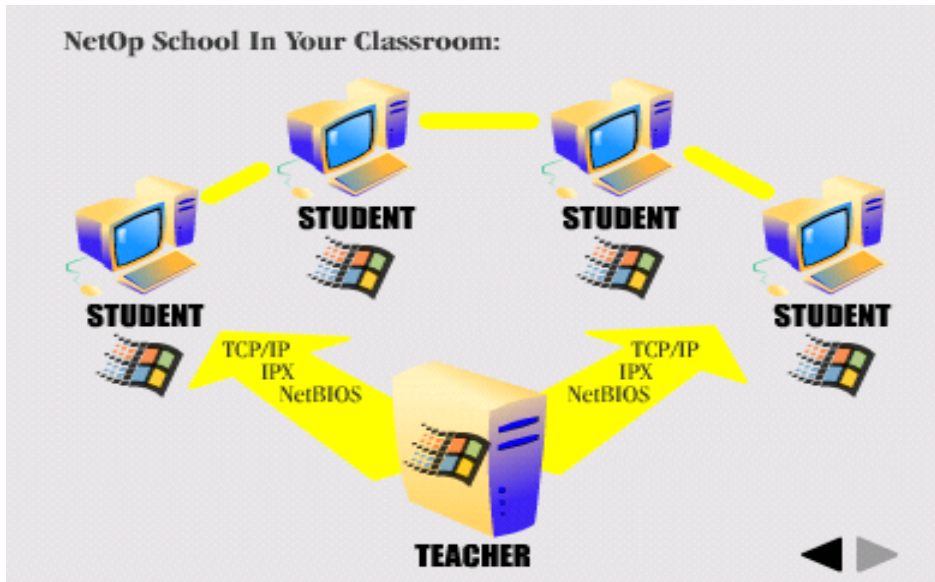 NetOp School In Your Classroom:
STUDENT
STUDENT
STUDENT
STUDENT
TCP/IP
IPX
NetBIOS
TCP/IP
IPX
NetBIOS
TEACHER